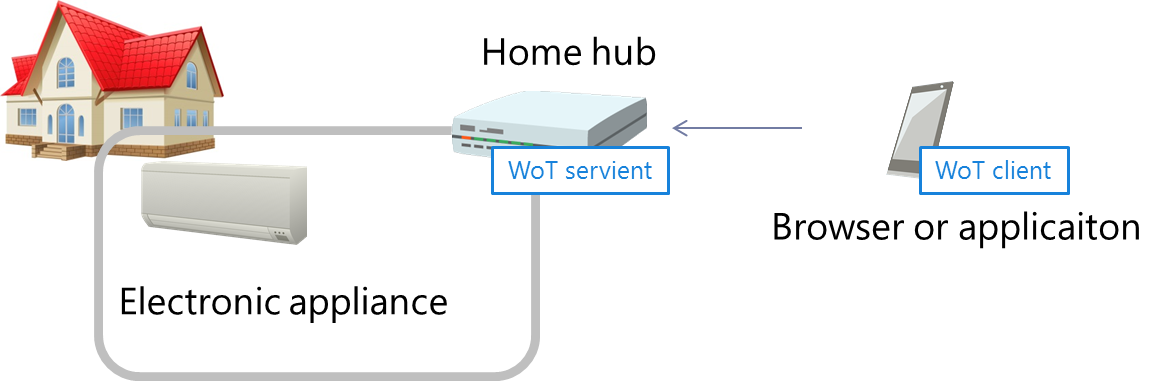 Home hub
WoT servient
WoT client
Browser or applicaiton
Electronic appliance